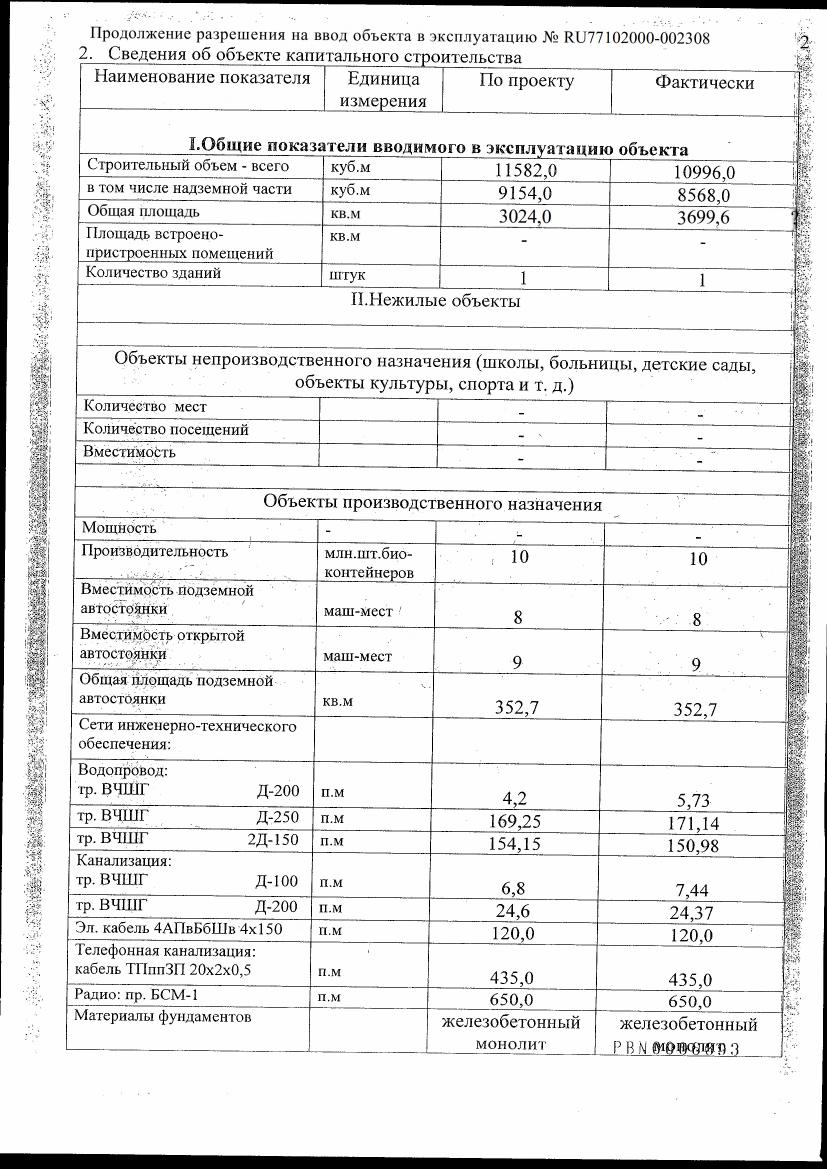 Продолжение разрешения на ввод объекта в эксплуатацию № RU77102000-002308
2
2. Сведения об объекте капитального строительства
Наименование показателя Единица измерения По проекту Фактически
I.Общие показатели вводимого в эксплуатацию объекта
Строительный объем - всего куб.м 11582,0 10996,0
в том числе надземной части куб.м 9154,0 8568,0
Общая площадь кв.м 3024,0 3699,6
Площадь встроено- кв.м - -
пристроенных помещений
Количество зданий штук 1 1
II.Нежилые объекты
Объекты непроизводственного назначения (школы, больницы, детские сады,
объекты культуры, спорта и т. д.)
Количество мест - -
Количество посещений - -
Вместимость - -
Объекты производственного назначения
Мощность - - -
Производительность млн.шт.био- 10 10
контейнеров
Вместимость подземной
автостоянки маш-мест 8 8
Вместимость открытой
автостоянки маш-мест 9 9
Общая площадь подземной
автостоянки кв.м 352,7 352,7
Сети инженерно-технического
обеспечения:
Водопровод:
тр. ВЧШГ Д-200 п.м 4,2 5,73
тр. ВЧШГ Д-250 п.м 169,25 171,14
тр. ВЧШГ 2Д-150 п.м 154,15 150,98
Канализация:
тр. ВЧШГ Д-100 п.м 6,8 7,44
тр. ВЧШГ Д-200 п.м 24,6 24,37
Эл. кабель 4АПвБбШв 4х150 п.м 120,0 120,0
Телефонная канализация:
кабель ТПппЗП 20х2х0,5 п.м 435,0 435,0
Радио: пр. БСМ-1 п.м 650,0 650,0
Материалы фундаментов железобетонный железобетонный
монолит монолит